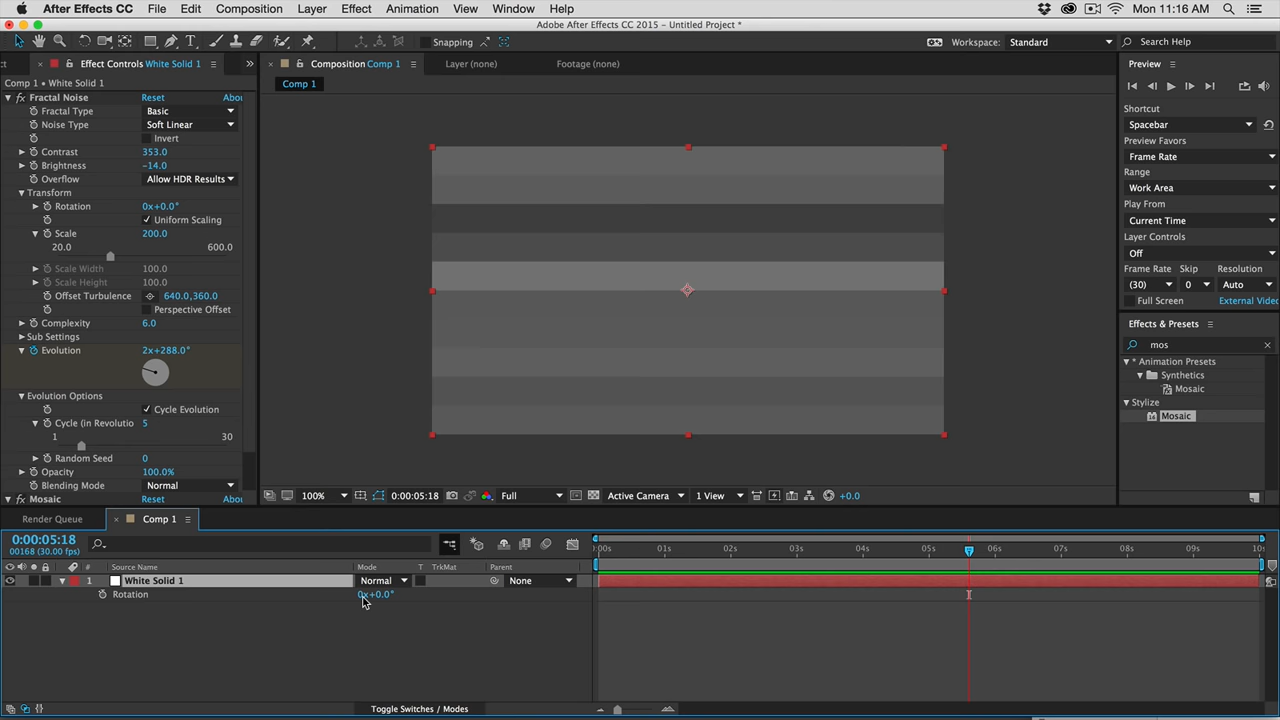 After Effects CC File Edit Composition Layer Effect Animation View Window Help Mon 11:16 AM
Adobe After Effects CC 2015 - Untitled Project *
Snapping Workspace: Standard Search Help
Effect Controls White Solid 1
Composition Comp 1 Layer (none) Footage (none)
Preview
Comp 1 • White Solid 1
Comp 1
Fractal Noise Reset Abou
Fractal Type Basic
Noise Type Soft Linear
Invert
Contrast 353.0
Brightness -14.0
Overflow Allow HDR Results
Transform
Rotation 0x+0.0°
Uniform Scaling
Scale 200.0
20.0 600.0
Scale Width 100.0
Scale Height 100.0
Offset Turbulence 640.0,360.0
Perspective Offset
Complexity 6.0
Sub Settings
Evolution 2x+288.0°
Evolution Options
Cycle Evolution
Cycle (in Revolutio 5
1 30
Random Seed 0
Opacity 100.0%
Blending Mode Normal
Mosaic Reset Abou
100% 0:00:05:18 Full Active Camera 1 View +0.0
Shortcut
Spacebar
Preview Favors
Frame Rate
Range
Work Area
Play From
Current Time
Layer Controls
Off
Frame Rate Skip Resolution
(30) 0 Auto
Full Screen External Video
Effects & Presets
mos
* Animation Presets
Synthetics
Mosaic
Stylize
Mosaic
Render Queue Comp 1
0:00:05:18
00168 (30.00 fps)
:00s 01s 02s 03s 04s 05s 06s 07s 08s 09s 10s
# Source Name Mode T TrkMat Parent
1 White Solid 1 Normal None
Rotation 0x+0.0°
Toggle Switches / Modes